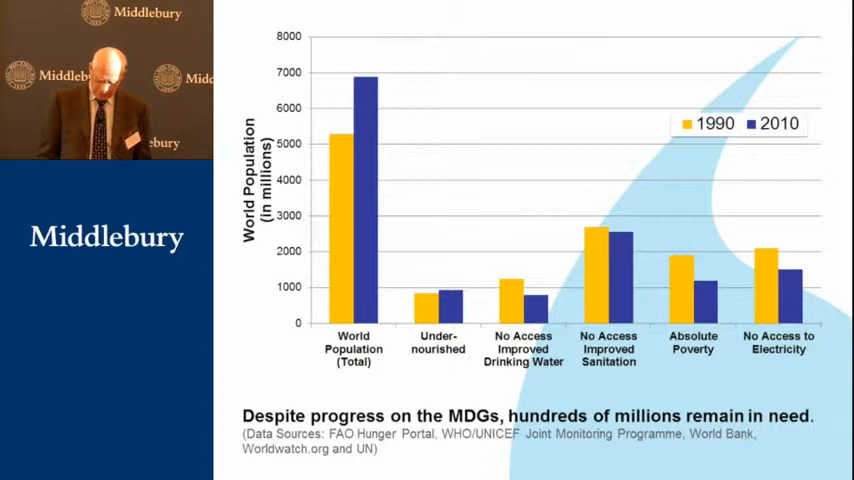 Middlebury
Middleb
Mi
ebury
Middlebury
8000
7000
6000
5000
4000
3000
2000
1000
0
World Population
(in millions)
1990 2010
World
Population
(Total)
Under-
nourished
No Access
Improved
Drinking Water
No Access
Improved
Sanitation
Absolute
Poverty
No Access to
Electricity
Despite progress on the MDGs, hundreds of millions remain in need.
(Data Sources: FAO Hunger Portal, WHO/UNICEF Joint Monitoring Programme, World Bank,
Worldwatch.org and UN)